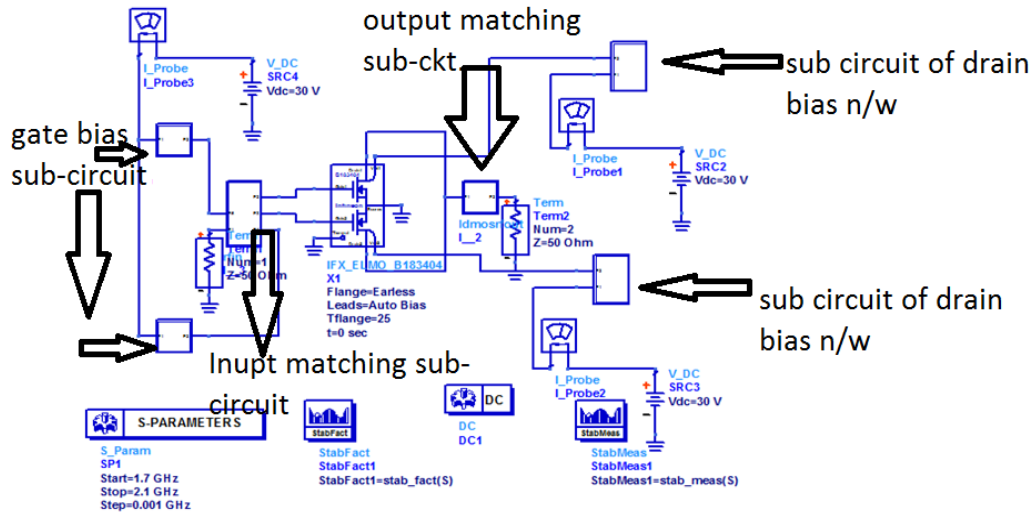 output matching
sub-ckt.
I_Probe
I_Probe3
V_DC
SRC4
Vdc=30 V
sub circuit of drain
bias n/w
gate bias
sub-circuit
I_Probe
I_Probe1
V_DC
SRC2
Vdc=30 V
Term
Term2
Num=2
Z=50 Ohm
I__2
Num=1
Z=50 Ohm
IFX_ELMO_B183404
X1
Flange=Earless
Leads=Auto Bias
Tflange=25
t=0 sec
sub circuit of drain
bias n/w
Inupt matching sub-
circuit
I_Probe
I_Probe2
V_DC
SRC3
Vdc=30 V
S-PARAMETERS
S_Param
SP1
Start=1.7 GHz
Stop=2.1 GHz
Step=0.001 GHz
StabFact
StabFact
StabFact1
StabFact1=stab_fact(S)
DC
DC
DC1
StabMeas
StabMeas
StabMeas1
StabMeas1=stab_meas(S)